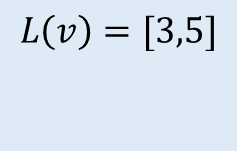 L(v) = [3,5]